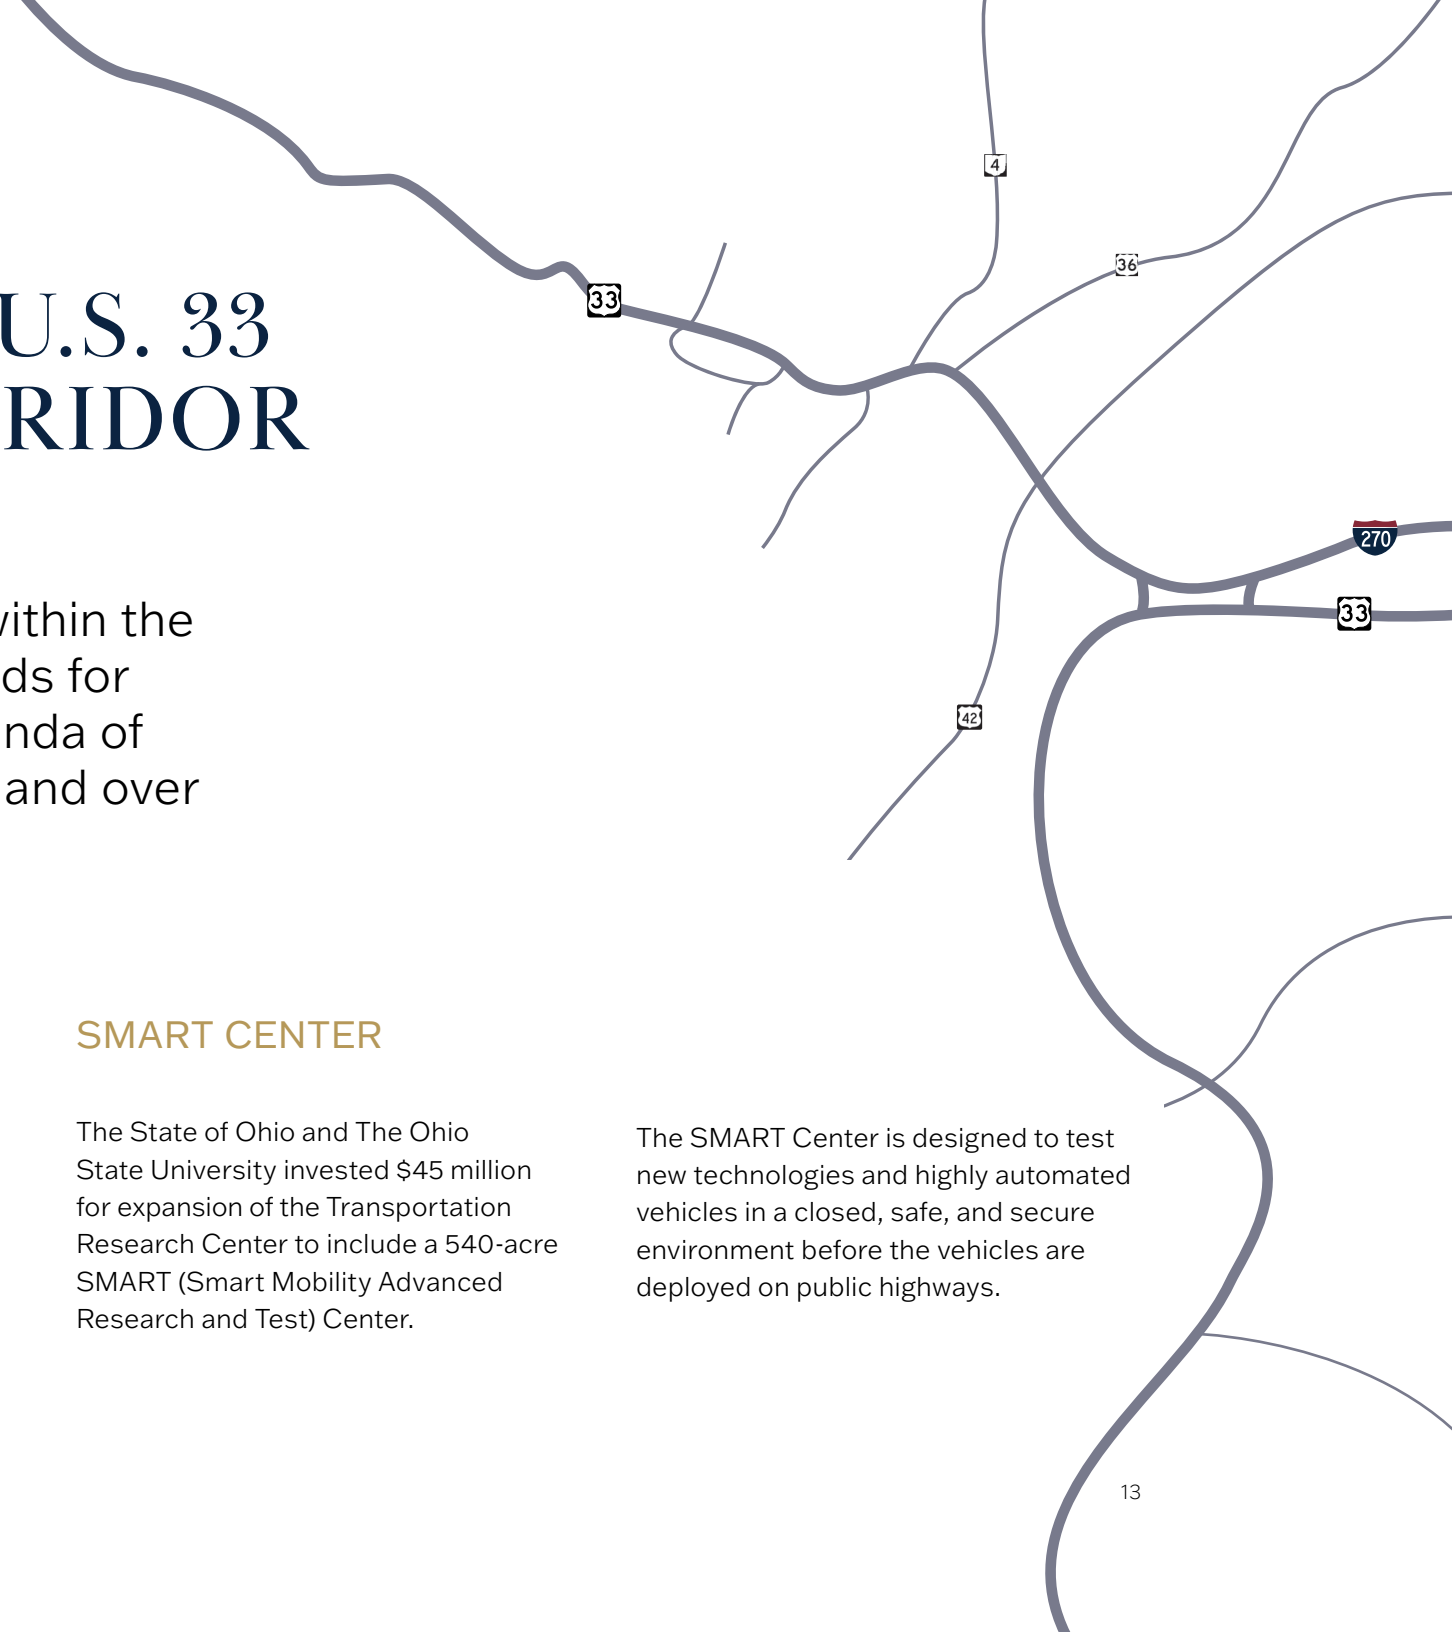 4
36
33
U.S. 33
RIDOR
270
33
within the
ds for
nda of
and over
42
SMART CENTER
The State of Ohio and The Ohio
State University invested $45 million
for expansion of the Transportation
Research Center to include a 540-acre
SMART (Smart Mobility Advanced
Research and Test) Center.
The SMART Center is designed to test
new technologies and highly automated
vehicles in a closed, safe, and secure
environment before the vehicles are
deployed on public highways.
13